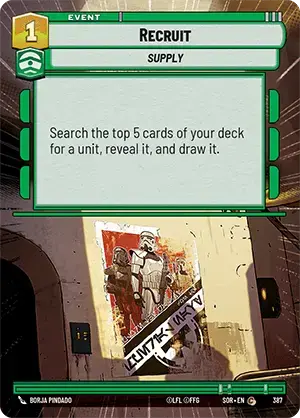 EVENT
1
RECRUIT
SUPPLY
Search the top 5 cards of your deck
for a unit, reveal it, and draw it.
BORJA PINDADO
©LFL ©FFG
SOR • EN
C
387